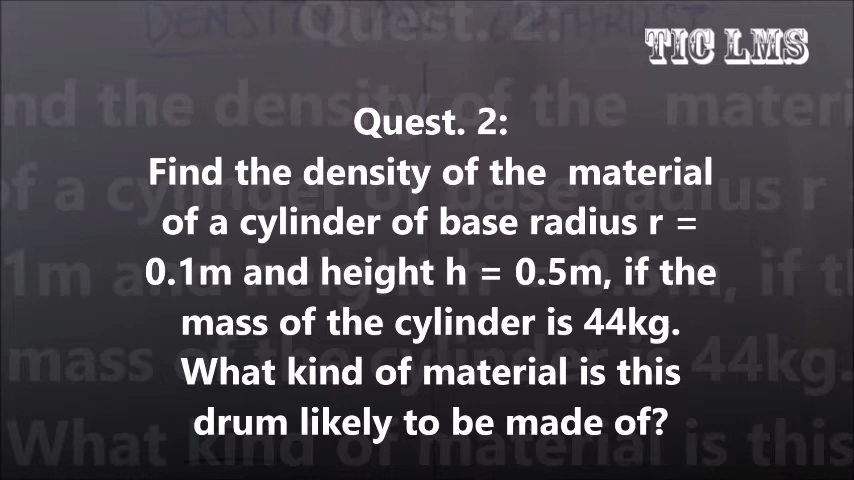 TIC LMS
Quest. 2:
Find the density of the material
of a cylinder of base radius r =
0.1m and height h = 0.5m, if the
mass of the cylinder is 44kg.
What kind of material is this
drum likely to be made of?